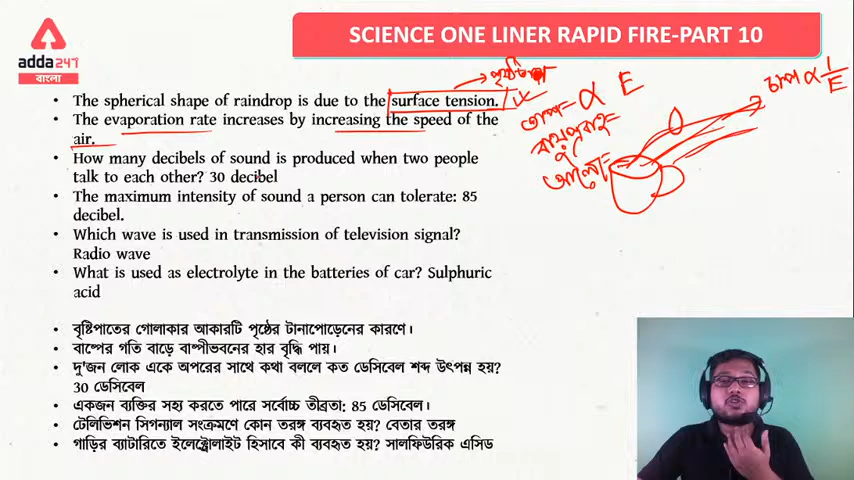 SCIENCE ONE LINER RAPID FIRE-PART 10
adda247
বাংলা
• The spherical shape of raindrop is due to the surface tension.
• The evaporation rate increases by increasing the speed of the
air.
• How many decibels of sound is produced when two people
talk to each other? 30 decibel
• The maximum intensity of sound a person can tolerate: 85
decibel.
• Which wave is used in transmission of television signal?
Radio wave
• What is used as electrolyte in the batteries of car? Sulphuric
acid
• বৃষ্টিপাতের গোলাকার আকারটি পৃষ্ঠের টানাপোড়েনের কারণে।
• বাষ্পের গতি বাড়ে বাষ্পীভবনের হার বৃদ্ধি পায়।
• দু'জন লোক একে অপরের সাথে কথা বললে কত ডেসিবেল শব্দ উৎপন্ন হয়?
30 ডেসিবেল
• একজন ব্যক্তির সহ্য করতে পারে সর্বোচ্চ তীব্রতা: 85 ডেসিবেল।
• টেলিভিশন সিগন্যাল সংক্রমণে কোন তরঙ্গ ব্যবহৃত হয়? বেতার তরঙ্গ
• গাড়ির ব্যাটারিতে ইলেক্ট্রোলাইট হিসাবে কী ব্যবহৃত হয়? সালফিউরিক এসিড
তাপ= ∝ E
বায়ুপ্রবাহ=
আলো=
চাপ ∝ 1/E